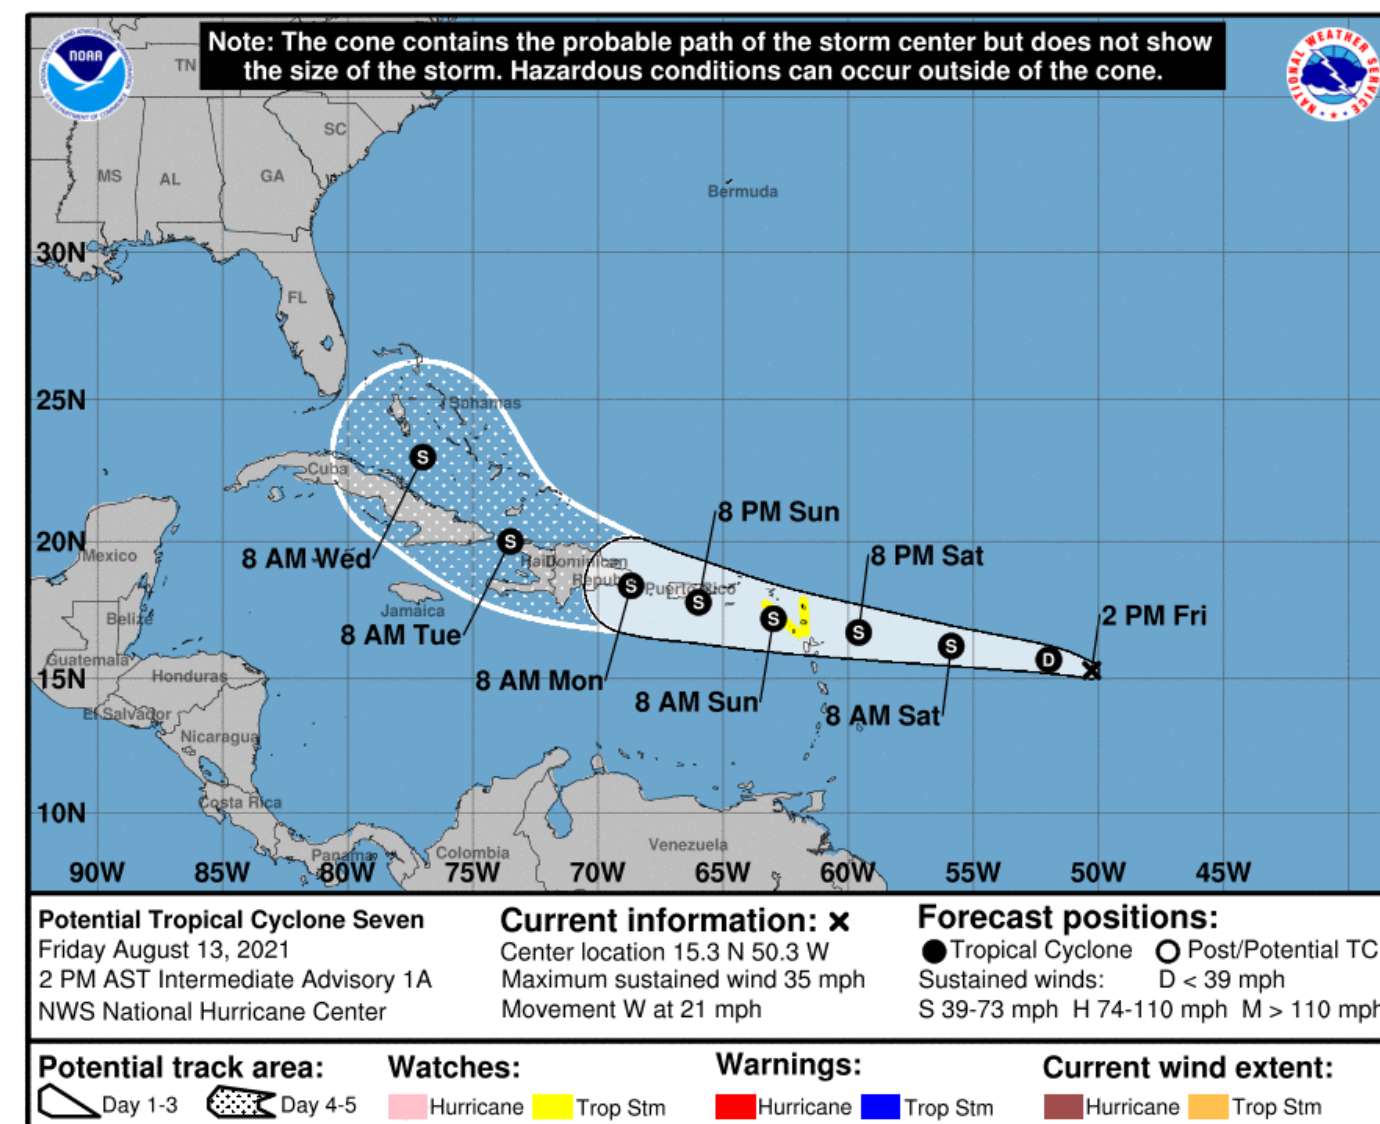 Note: The cone contains the probable path of the storm center but does not show
the size of the storm. Hazardous conditions can occur outside of the cone.
NOAA
NATIONAL WEATHER SERVICE
TN
SC
MS
AL
GA
Bermuda
30N
FL
25N
Bahamas
Cuba
8 PM Sun
20N
Mexico
8 AM Wed
Haiti
Dominican
Republic
Puerto Rico
8 PM Sat
Jamaica
Belize
8 AM Tue
2 PM Fri
Guatemala
15N
Honduras
8 AM Mon
8 AM Sun
8 AM Sat
El Salvador
Nicaragua
Costa Rica
10N
Panama
Colombia
Venezuela
S
S
S
S
S
S
S
D
90W 85W 80W 75W 70W 65W 60W 55W 50W 45W
Potential Tropical Cyclone Seven
Friday August 13, 2021
2 PM AST Intermediate Advisory 1A
NWS National Hurricane Center
Current information: x
Center location 15.3 N 50.3 W
Maximum sustained wind 35 mph
Movement W at 21 mph
Forecast positions:
Tropical Cyclone Post/Potential TC
Sustained winds: D < 39 mph
S 39-73 mph H 74-110 mph M > 110 mph
Potential track area:
Day 1-3 Day 4-5
Watches:
Hurricane Trop Stm
Warnings:
Hurricane Trop Stm
Current wind extent:
Hurricane Trop Stm